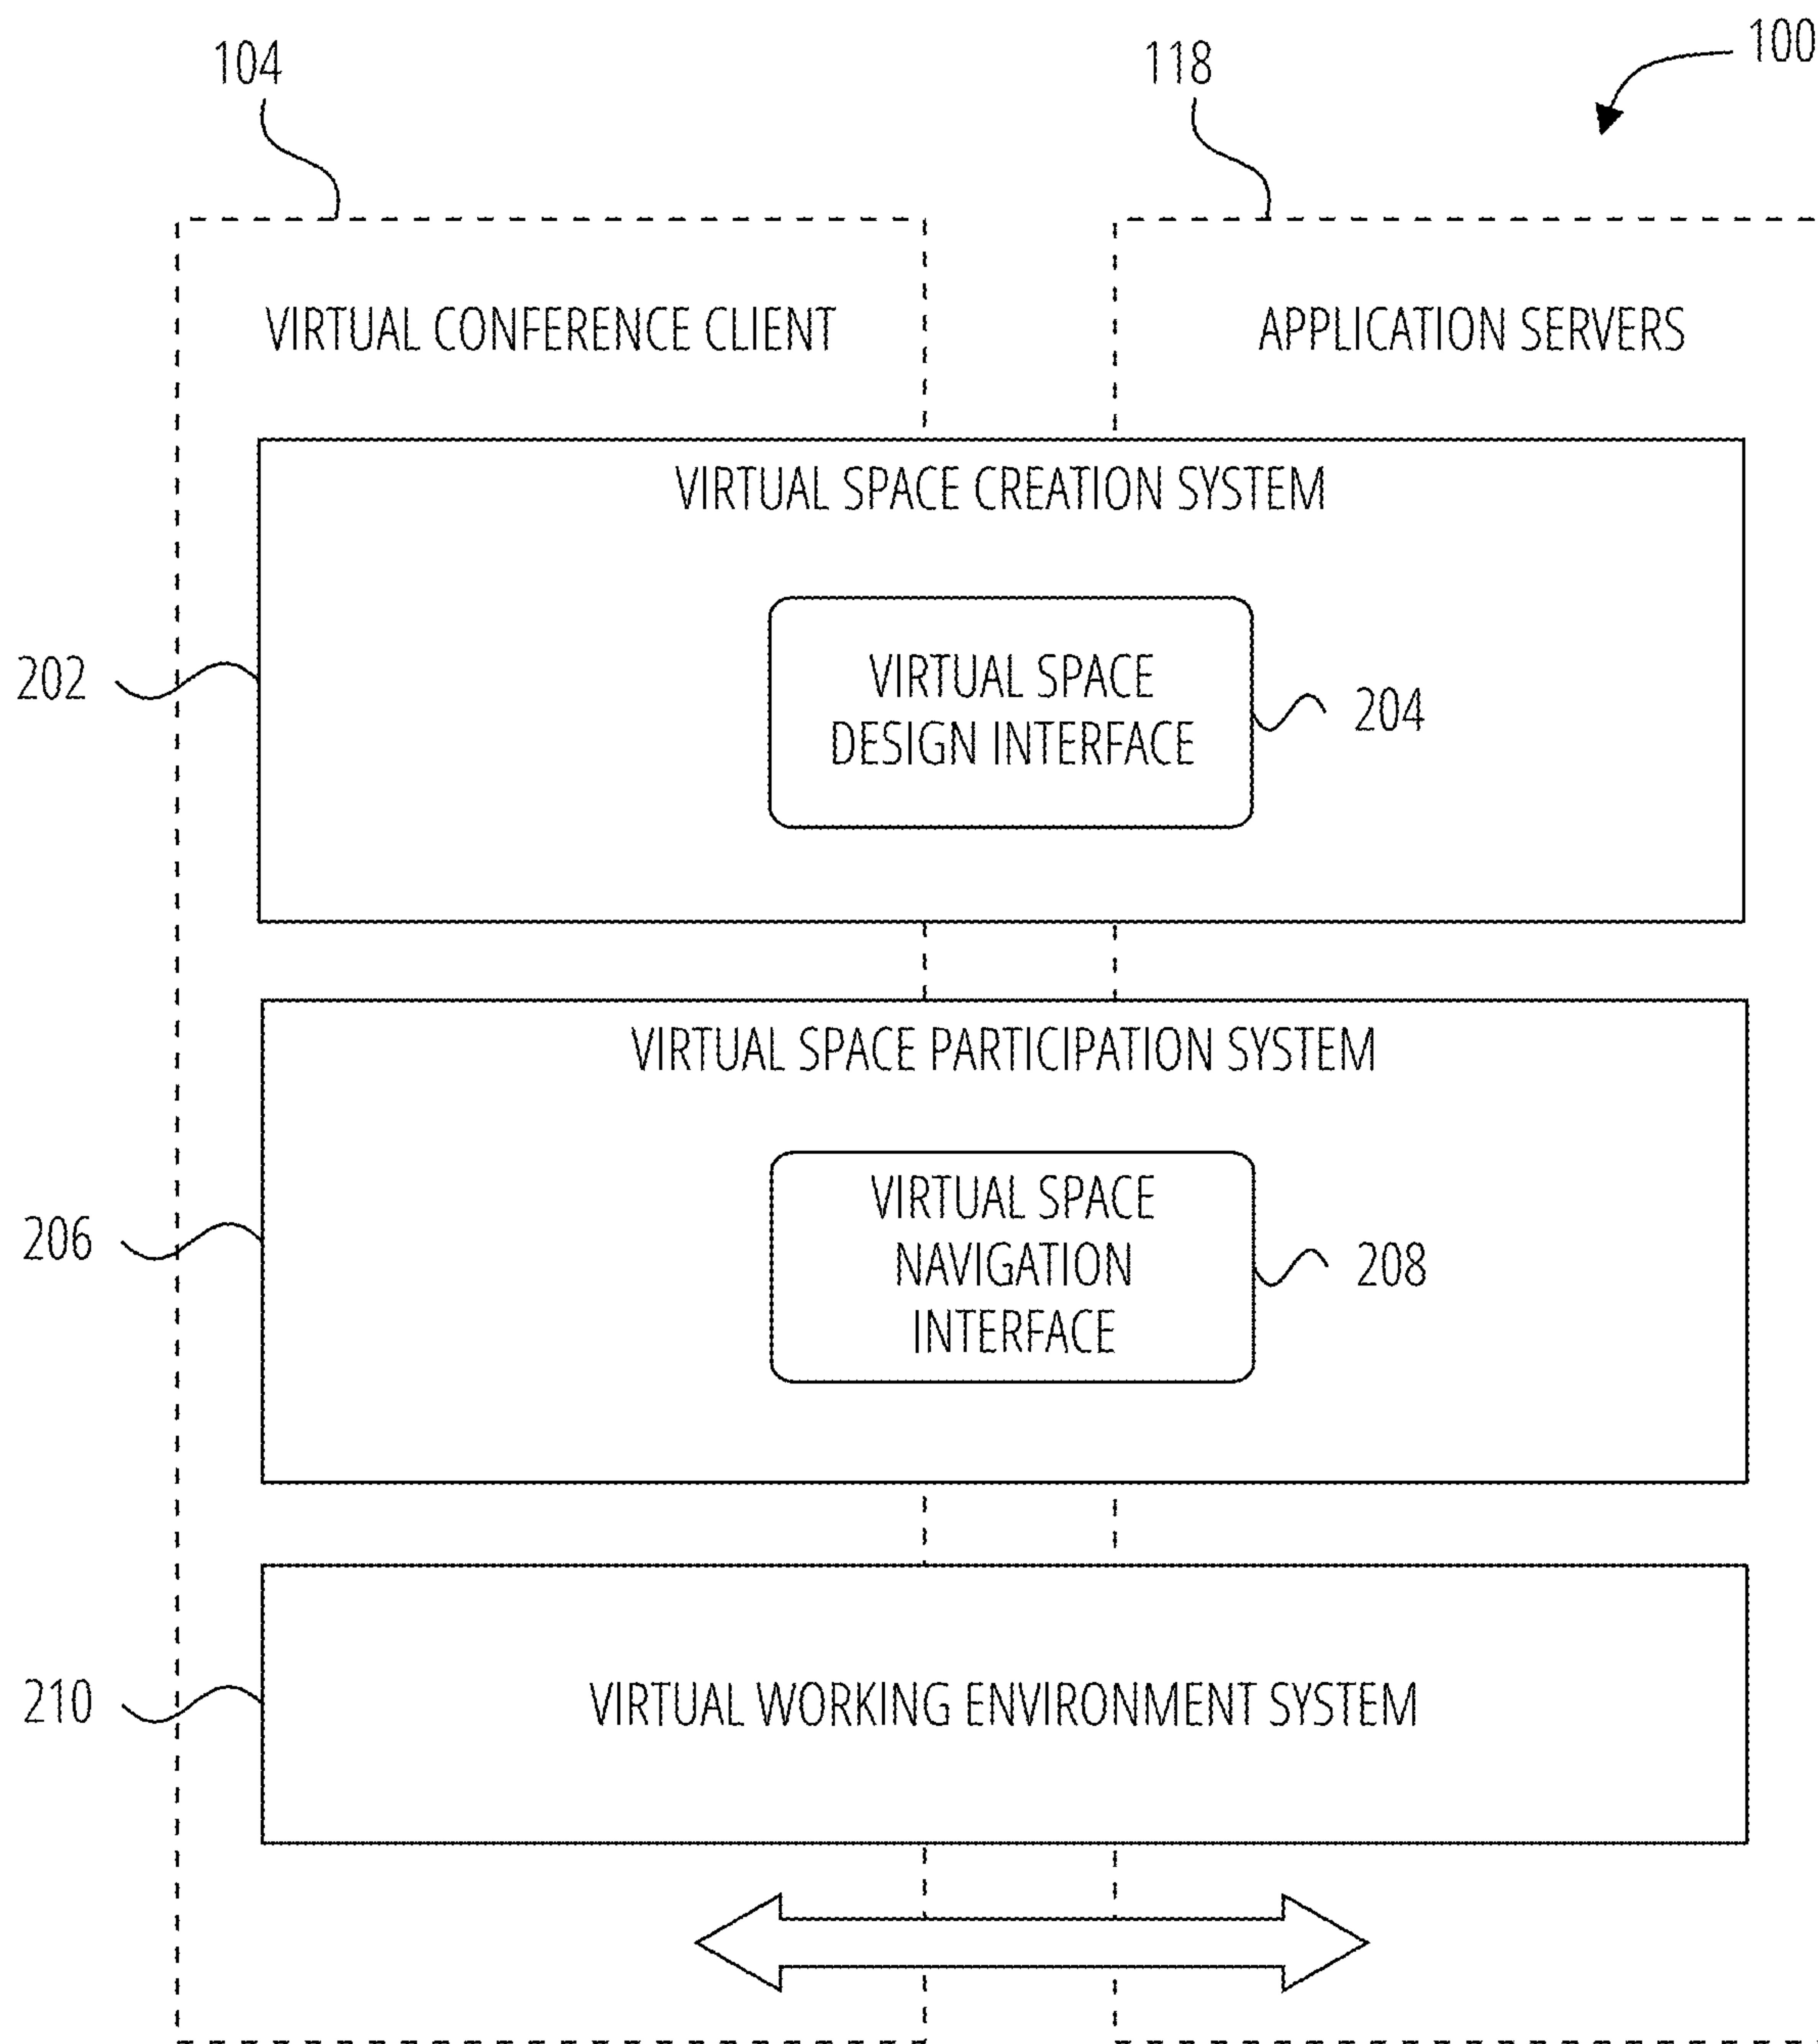 100
104
118
VIRTUAL CONFERENCE CLIENT
APPLICATION SERVERS
VIRTUAL SPACE CREATION SYSTEM
202
VIRTUAL SPACE
DESIGN INTERFACE
204
VIRTUAL SPACE PARTICIPATION SYSTEM
206
VIRTUAL SPACE
NAVIGATION
INTERFACE
208
210
VIRTUAL WORKING ENVIRONMENT SYSTEM